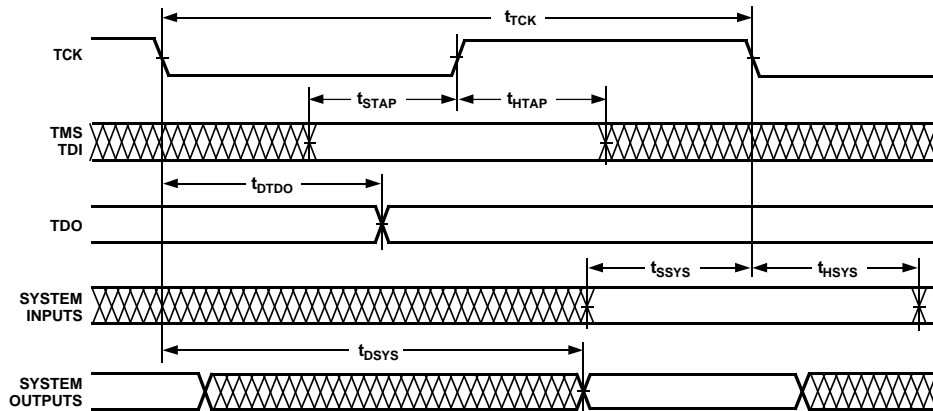 tTCK
TCK
tSTAP
tHTAP
TMS
TDI
tDTDO
TDO
tSSYS
tHSYS
SYSTEM
INPUTS
tDSYS
SYSTEM
OUTPUTS